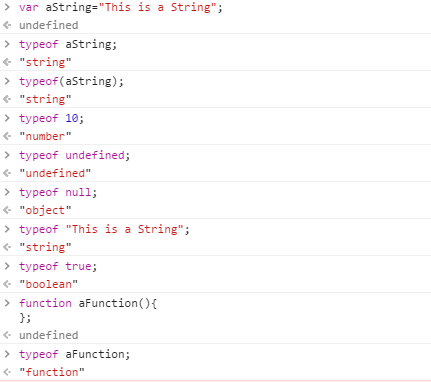 > var aString="This is a String";
<· undefined
> typeof aString;
<· "string"
> typeof(aString);
<· "string"
> typeof 10;
<· "number"
> typeof undefined;
<· "undefined"
> typeof null;
<· "object"
> typeof "This is a String";
<· "string"
> typeof true;
<· "boolean"
> function aFunction(){
};
<· undefined
> typeof aFunction;
<· "function"